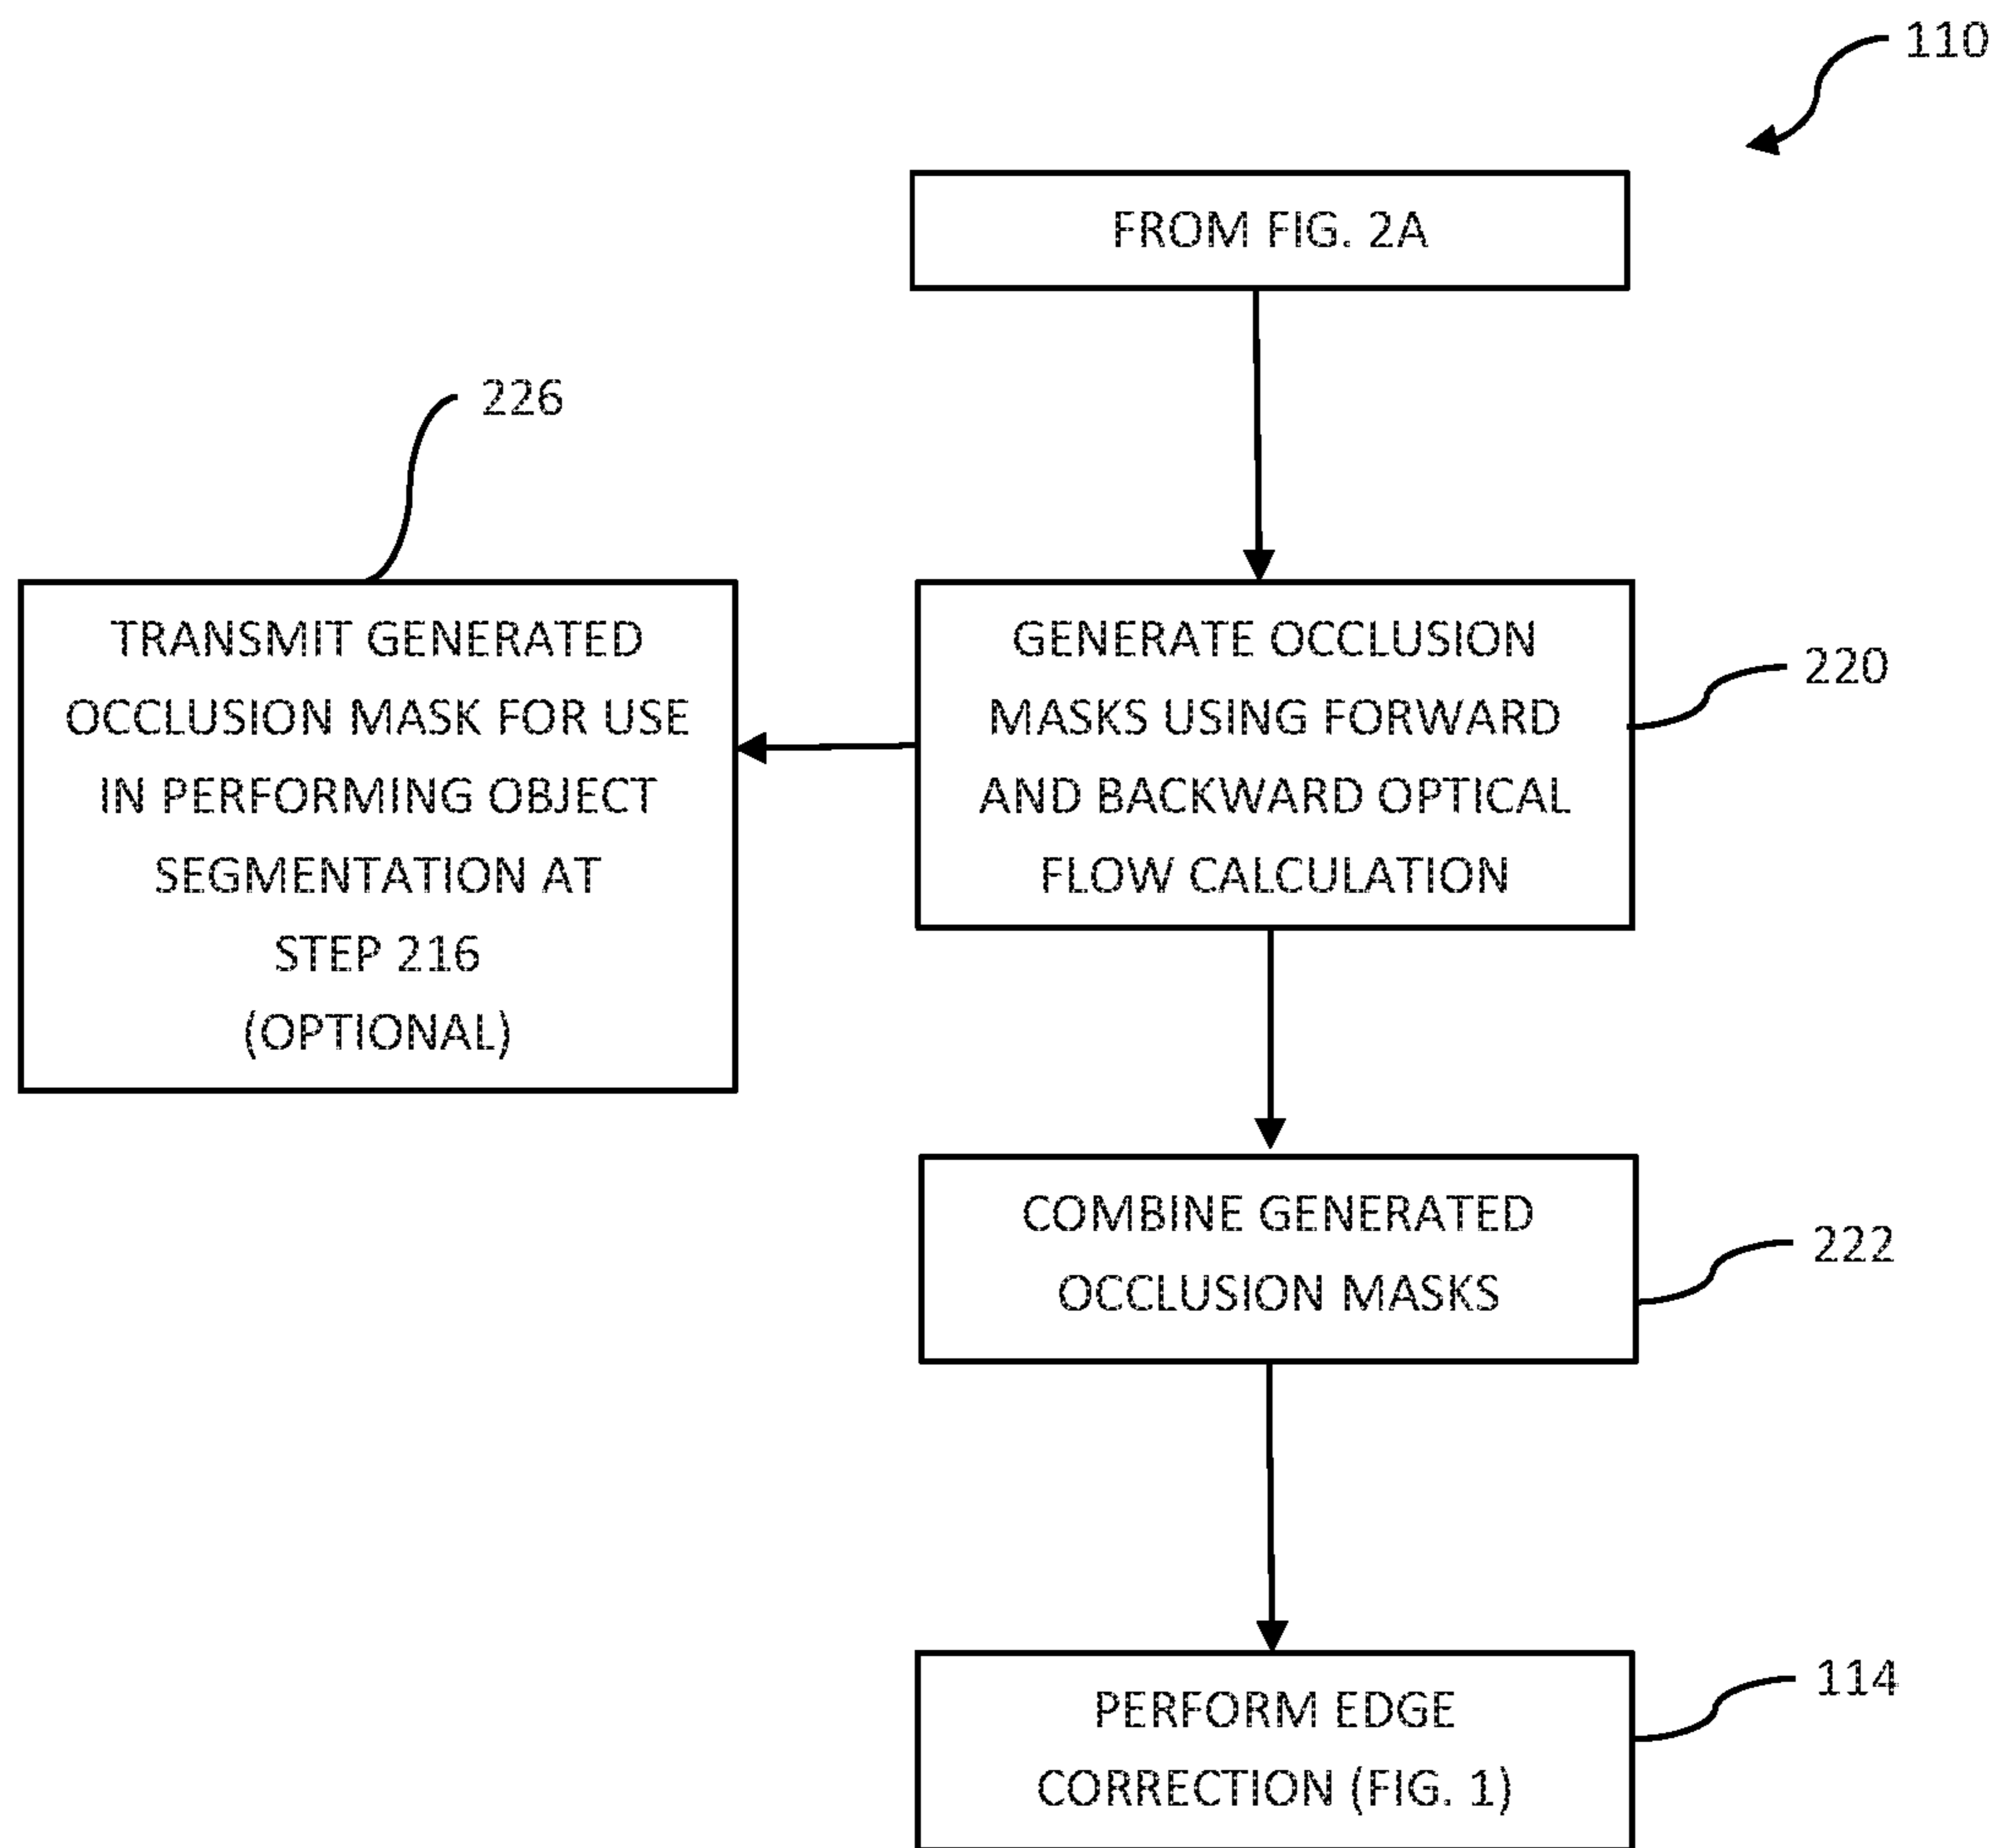 110
FROM FIG. 2A
226
TRANSMIT GENERATED
OCCLUSION MASK FOR USE
IN PERFORMING OBJECT
SEGMENTATION AT
STEP 216
(OPTIONAL)
GENERATE OCCLUSION
MASKS USING FORWARD
AND BACKWARD OPTICAL
FLOW CALCULATION
220
COMBINE GENERATED
OCCLUSION MASKS
222
PERFORM EDGE
CORRECTION (FIG. 1)
114